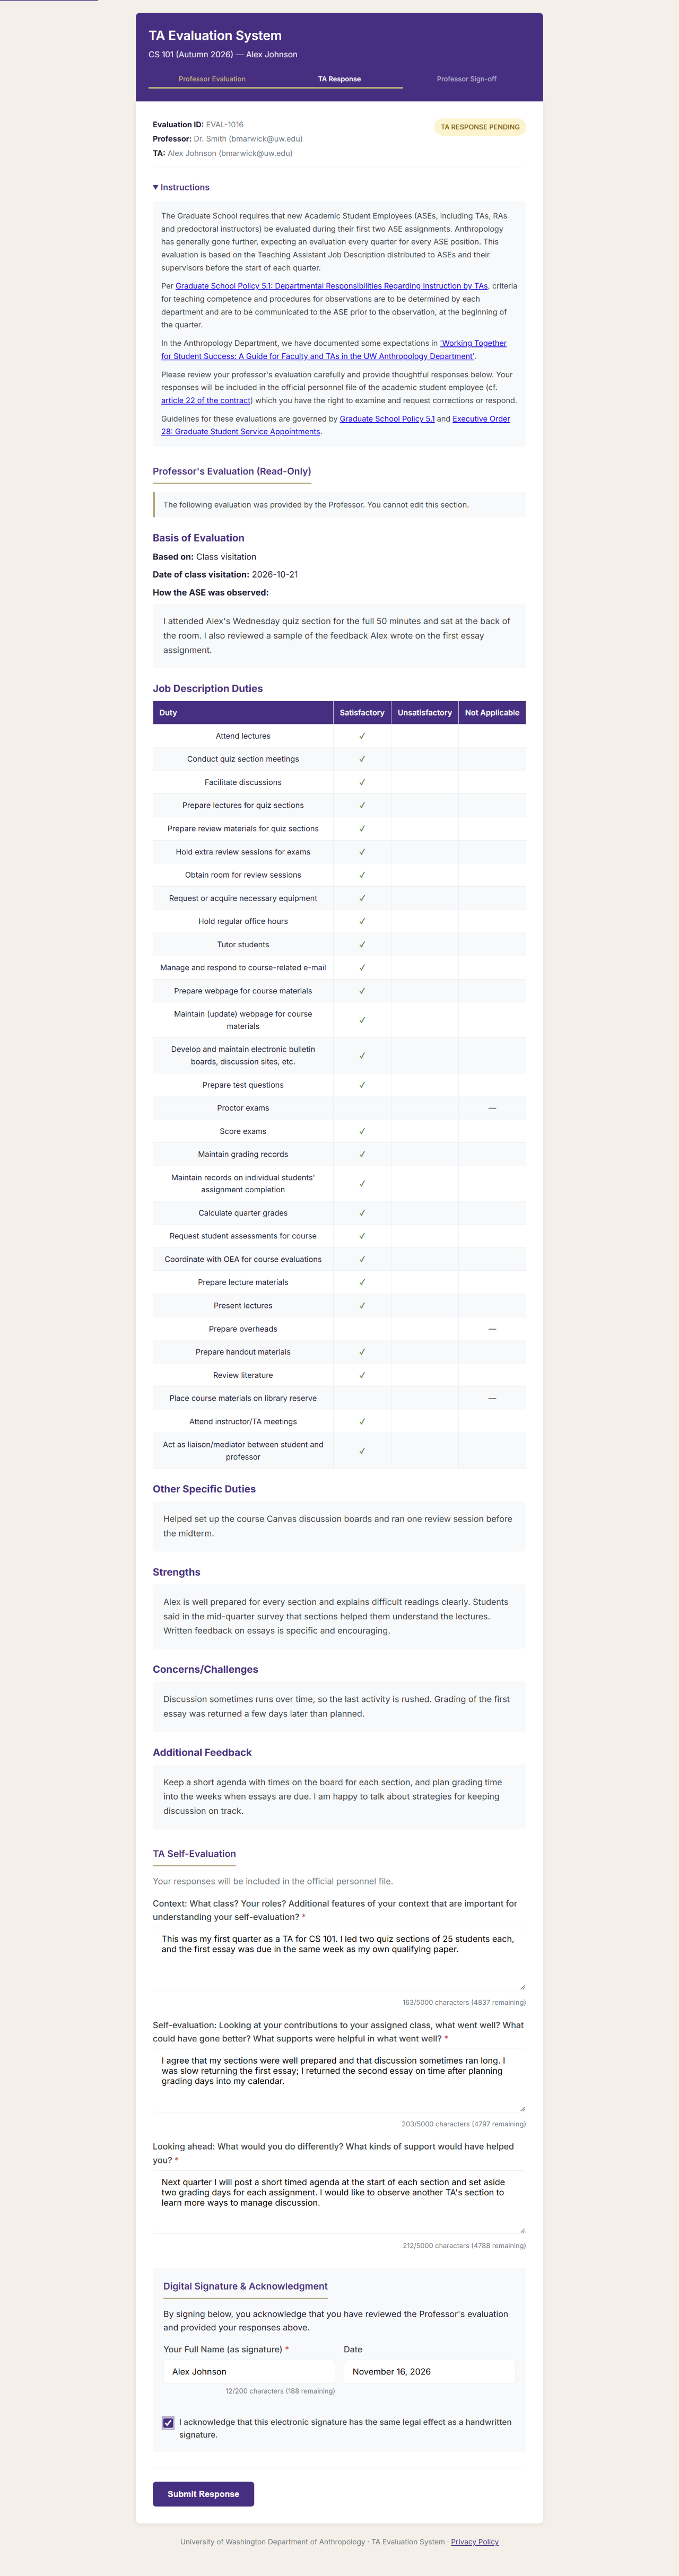 TA Evaluation System
CS 101 (Autumn 2026) — Alex Johnson
Professor Evaluation
TA Response
Professor Sign-off
Evaluation ID: EVAL-1016
TA RESPONSE PENDING
Professor: Dr. Smith (bmarwick@uw.edu)
TA: Alex Johnson (bmarwick@uw.edu)
▼ Instructions
The Graduate School requires that new Academic Student Employees (ASEs, including TAs, RAs
and predoctoral instructors) be evaluated during their first two ASE assignments. Anthropology
has generally gone further, expecting an evaluation every quarter for every ASE position. This
evaluation is based on the Teaching Assistant Job Description distributed to ASEs and their
supervisors before the start of each quarter.
Per Graduate School Policy 5.1: Departmental Responsibilities Regarding Instruction by TAs, criteria
for teaching competence and procedures for observations are to be determined by each
department and are to be communicated to the ASE prior to the observation, at the beginning of
the quarter.
In the Anthropology Department, we have documented some expectations in 'Working Together
for Student Success: A Guide for Faculty and TAs in the UW Anthropology Department'.
Please review your professor's evaluation carefully and provide thoughtful responses below. Your
responses will be included in the official personnel file of the academic student employee (cf.
article 22 of the contract) which you have the right to examine and request corrections or respond.
Guidelines for these evaluations are governed by Graduate School Policy 5.1 and Executive Order
28: Graduate Student Service Appointments.
Professor's Evaluation (Read-Only)
The following evaluation was provided by the Professor. You cannot edit this section.
Basis of Evaluation
Based on: Class visitation
Date of class visitation: 2026-10-21
How the ASE was observed:
I attended Alex's Wednesday quiz section for the full 50 minutes and sat at the back of
the room. I also reviewed a sample of the feedback Alex wrote on the first essay
assignment.
Job Description Duties
Duty Satisfactory Unsatisfactory Not Applicable
Attend lectures ✓
Conduct quiz section meetings ✓
Facilitate discussions ✓
Prepare lectures for quiz sections ✓
Prepare review materials for quiz sections ✓
Hold extra review sessions for exams ✓
Obtain room for review sessions ✓
Request or acquire necessary equipment ✓
Hold regular office hours ✓
Tutor students ✓
Manage and respond to course-related e-mail ✓
Prepare webpage for course materials ✓
Maintain (update) webpage for course
materials ✓
Develop and maintain electronic bulletin
boards, discussion sites, etc. ✓
Prepare test questions ✓
Proctor exams —
Score exams ✓
Maintain grading records ✓
Maintain records on individual students'
assignment completion ✓
Calculate quarter grades ✓
Request student assessments for course ✓
Coordinate with OEA for course evaluations ✓
Prepare lecture materials ✓
Present lectures ✓
Prepare overheads —
Prepare handout materials ✓
Review literature ✓
Place course materials on library reserve —
Attend instructor/TA meetings ✓
Act as liaison/mediator between student and
professor ✓
Other Specific Duties
Helped set up the course Canvas discussion boards and ran one review session before
the midterm.
Strengths
Alex is well prepared for every section and explains difficult readings clearly. Students
said in the mid-quarter survey that sections helped them understand the lectures.
Written feedback on essays is specific and encouraging.
Concerns/Challenges
Discussion sometimes runs over time, so the last activity is rushed. Grading of the first
essay was returned a few days later than planned.
Additional Feedback
Keep a short agenda with times on the board for each section, and plan grading time
into the weeks when essays are due. I am happy to talk about strategies for keeping
discussion on track.
TA Self-Evaluation
Your responses will be included in the official personnel file.
Context: What class? Your roles? Additional features of your context that are important for
understanding your self-evaluation? *
This was my first quarter as a TA for CS 101. I led two quiz sections of 25 students each,
and the first essay was due in the same week as my own qualifying paper.
163/5000 characters (4837 remaining)
Self-evaluation: Looking at your contributions to your assigned class, what went well? What
could have gone better? What supports were helpful in what went well? *
I agree that my sections were well prepared and that discussion sometimes ran long. I
was slow returning the first essay; I returned the second essay on time after planning
grading days into my calendar.
203/5000 characters (4797 remaining)
Looking ahead: What would you do differently? What kinds of support would have helped
you? *
Next quarter I will post a short timed agenda at the start of each section and set aside
two grading days for each assignment. I would like to observe another TA's section to
learn more ways to manage discussion.
212/5000 characters (4788 remaining)
Digital Signature & Acknowledgment
By signing below, you acknowledge that you have reviewed the Professor's evaluation
and provided your responses above.
Your Full Name (as signature) *
Date
Alex Johnson
November 16, 2026
12/200 characters (188 remaining)
I acknowledge that this electronic signature has the same legal effect as a handwritten
signature.
Submit Response
University of Washington Department of Anthropology · TA Evaluation System · Privacy Policy